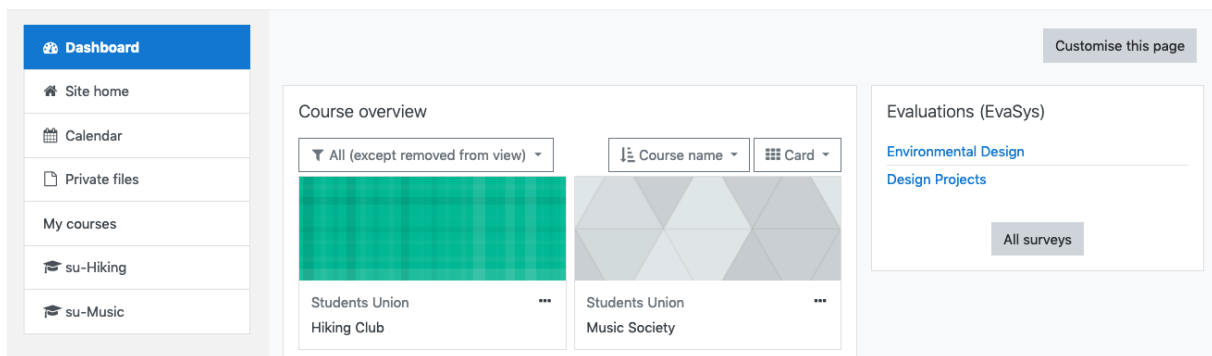 Dashboard
Site home
Calendar
Private files
My courses
su-Hiking
su-Music
Customise this page
Course overview
All (except removed from view)
Course name
Card
Students Union
Hiking Club
Students Union
Music Society
Evaluations (EvaSys)
Environmental Design
Design Projects
All surveys